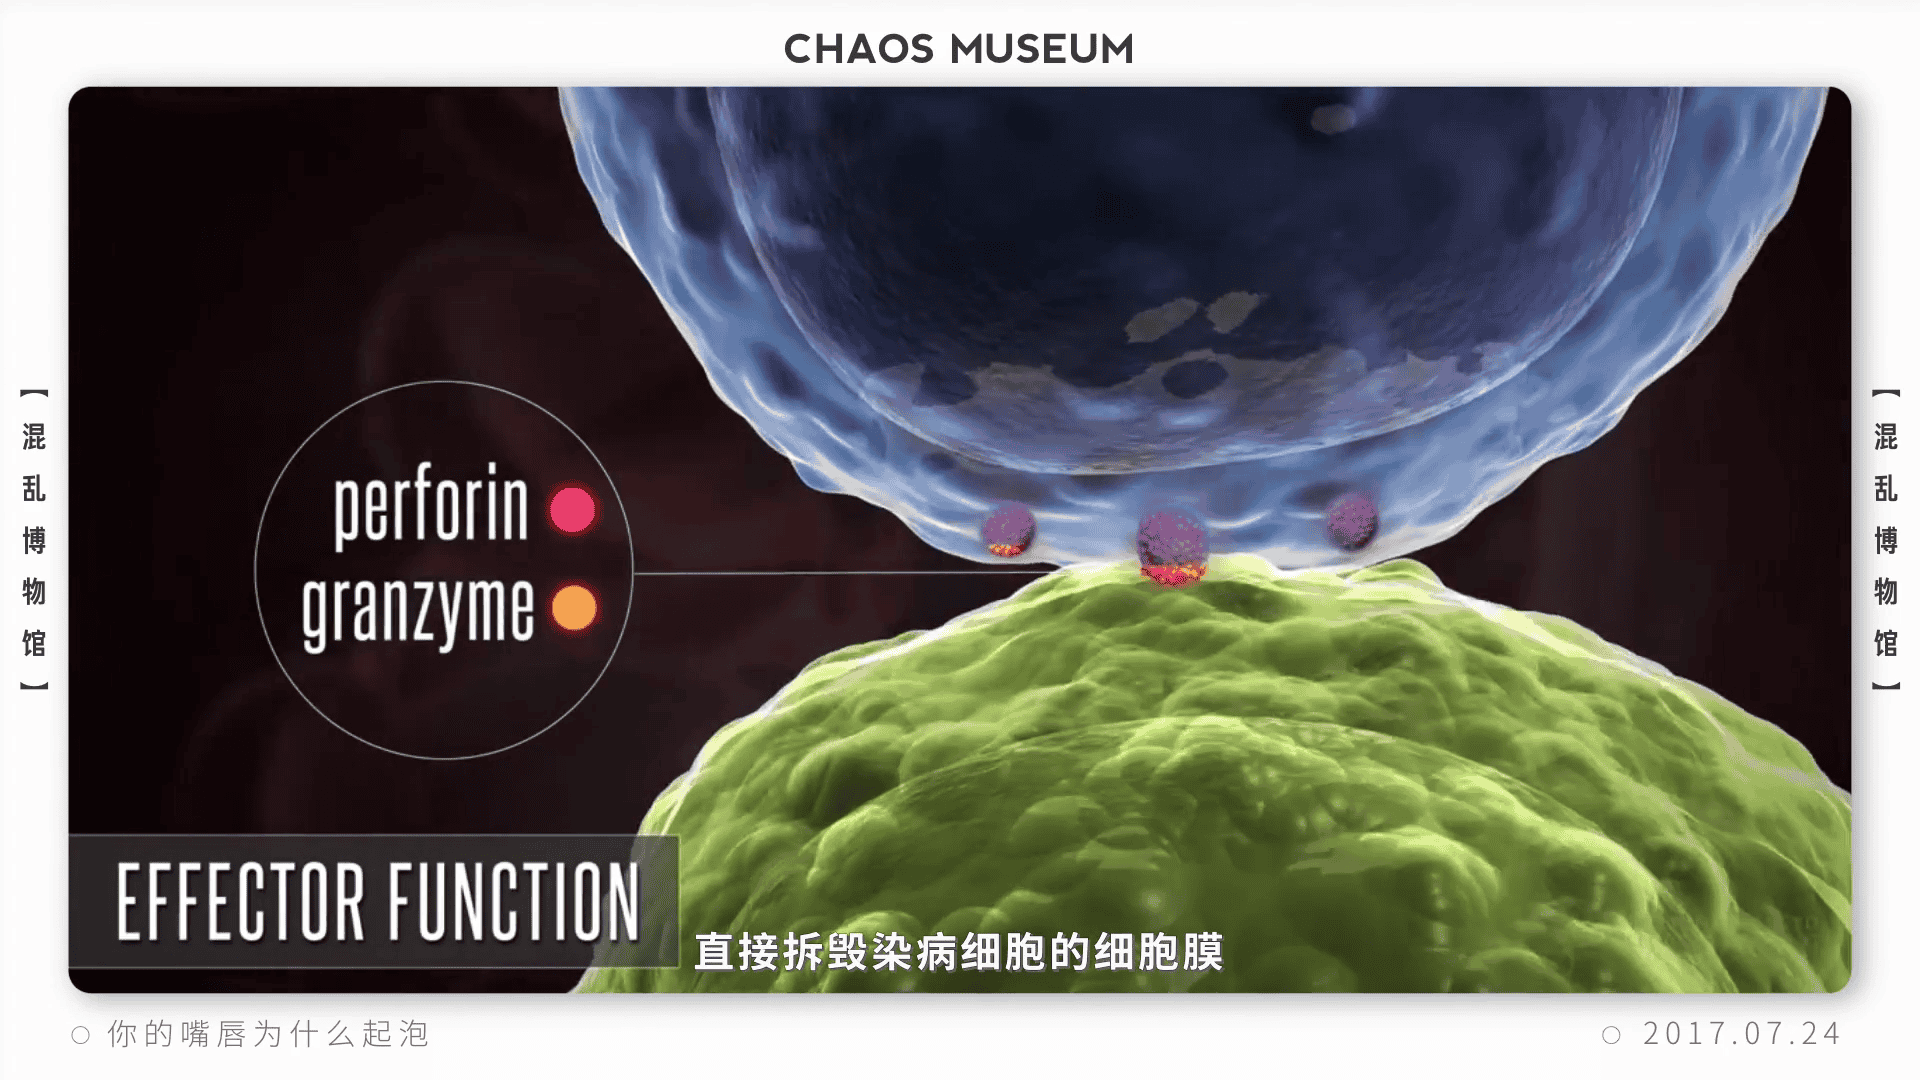 CHAOS MUSEUM
【混乱博物馆】
perforin
granzyme
EFFECTOR FUNCTION
直接拆毁染病细胞的细胞膜
【混乱博物馆】
你的嘴唇为什么起泡
2017.07.24